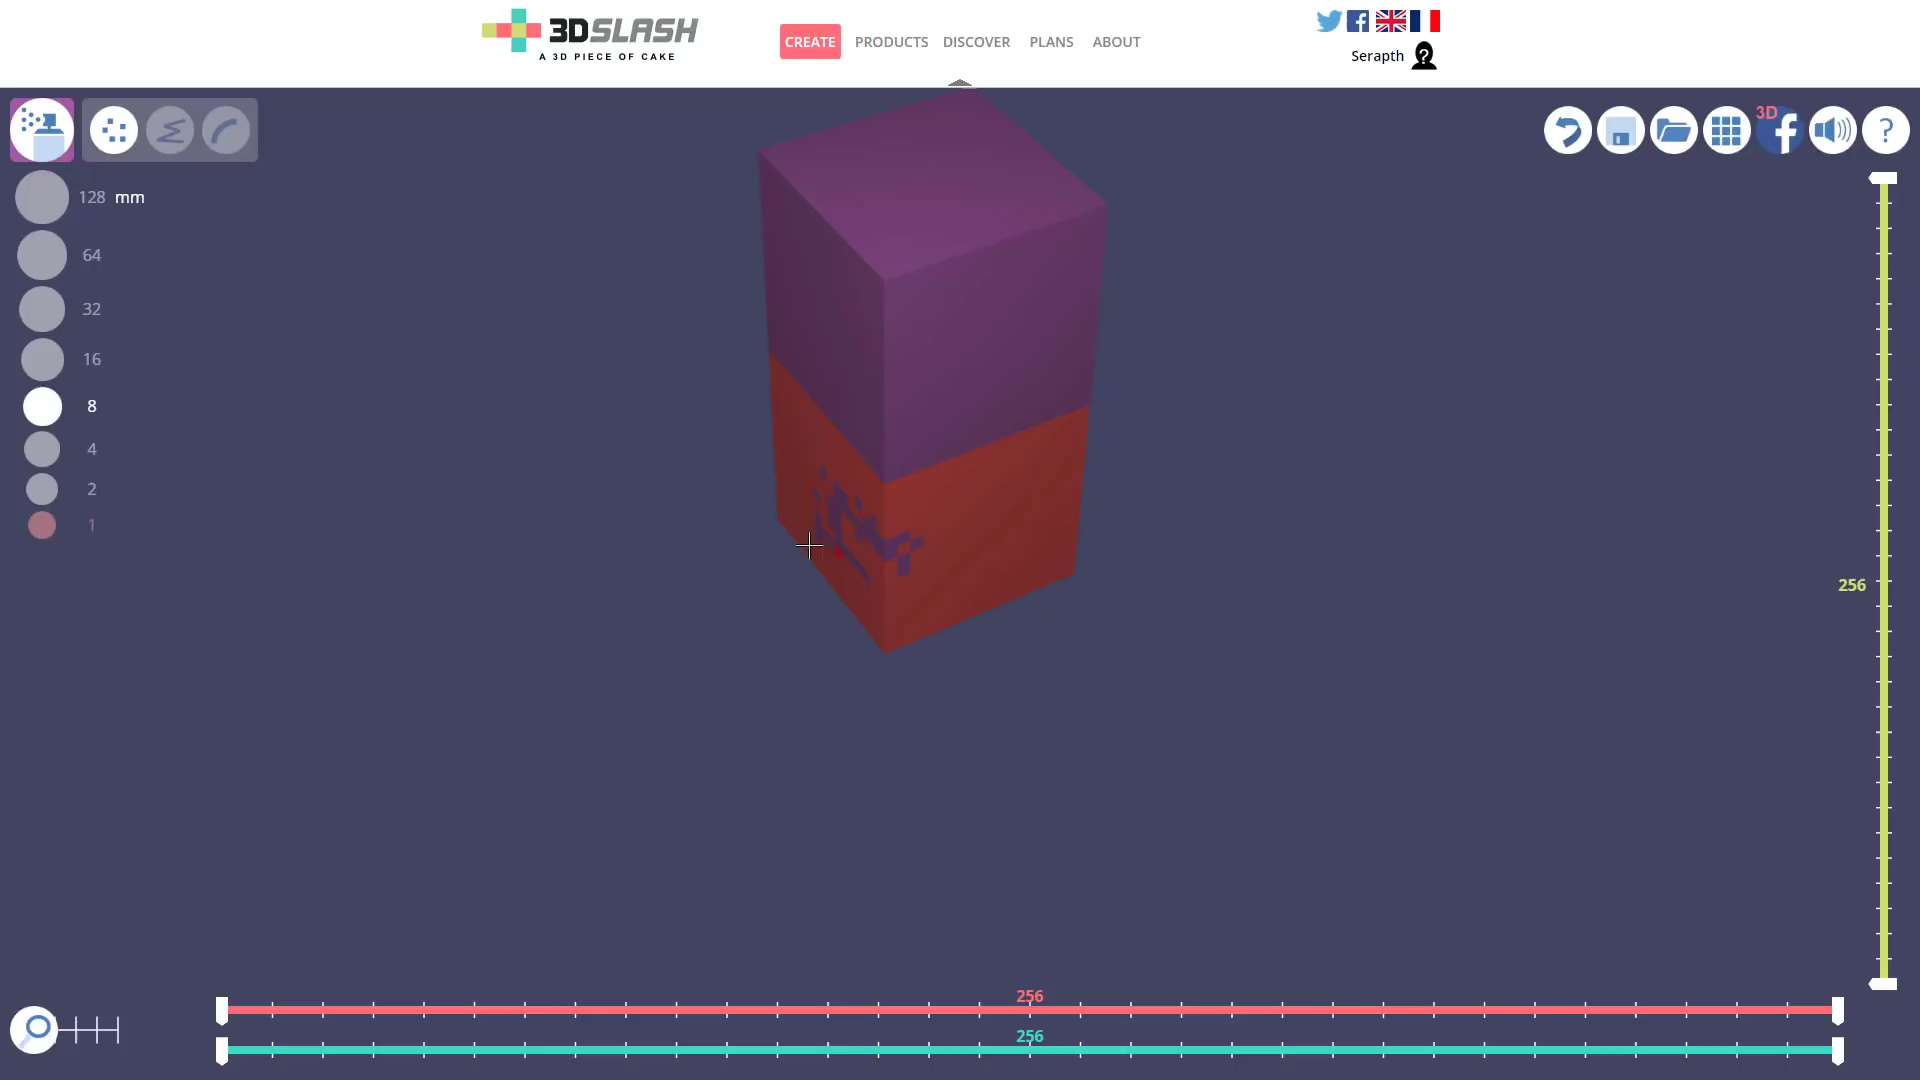 3DSLASH
A 3D PIECE OF CAKE
CREATE PRODUCTS DISCOVER PLANS ABOUT
Serapth
3D
?
128 mm
64
32
16
8
4
2
1
256
256
256